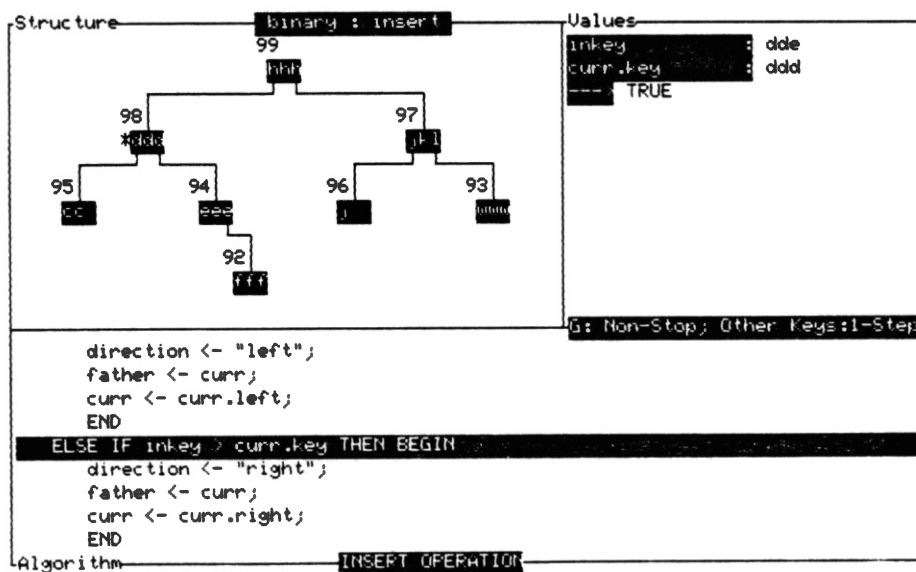 Structure
binary : insert
99
hhh
98
97
*ddd
jkl
95
94
96
93
cc
eee
j
mmm
92
fff
Values
inkey : dde
curr.key : ddd
---> TRUE
G: Non-Stop; Other Keys:1-Step
direction <- "left";
father <- curr;
curr <- curr.left;
END
ELSE IF inkey > curr.key THEN BEGIN
direction <- "right";
father <- curr;
curr <- curr.right;
END
Algorithm
INSERT OPERATION